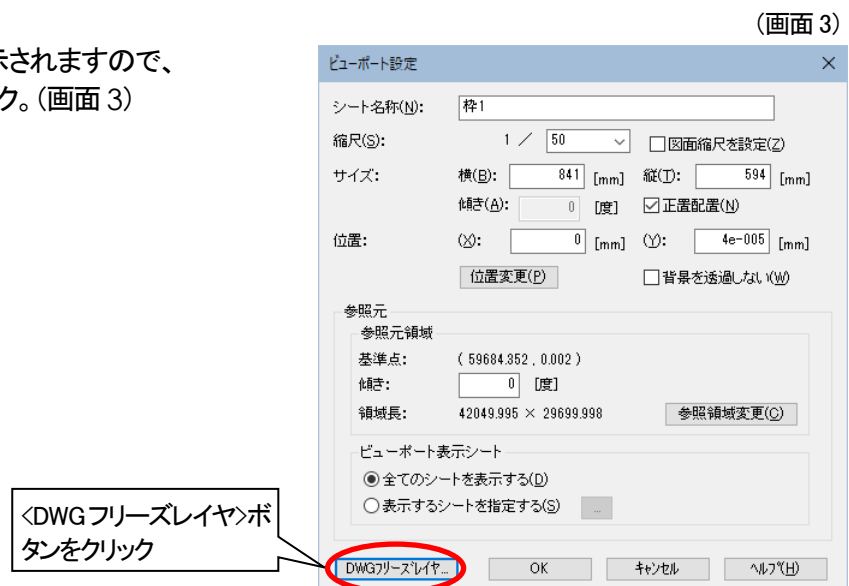 (画面 3)
示されますので、
ク。(画面 3)
ビューポート設定
シート名称(N): 枠1
縮尺(S): 1 / 50 図面縮尺を設定(Z)
サイズ: 横(B): 841 [mm] 縦(T): 594 [mm]
傾き(A): 0 [度] 正置配置(N)
位置: (X): 0 [mm] (Y): 4e-005 [mm]
位置変更(P) 背景を透過しない(W)
参照元
参照元領域
基準点: ( 59684.352 , 0.002 )
傾き: 0 [度]
領域長: 42049.995 × 29699.998 参照領域変更(C)
ビューポート表示シート
全てのシートを表示する(D)
表示するシートを指定する(S) ...
<DWGフリーズレイヤ>ボ
タンをクリック
DWGフリーズレイヤ... OK キャンセル ヘルプ(H)